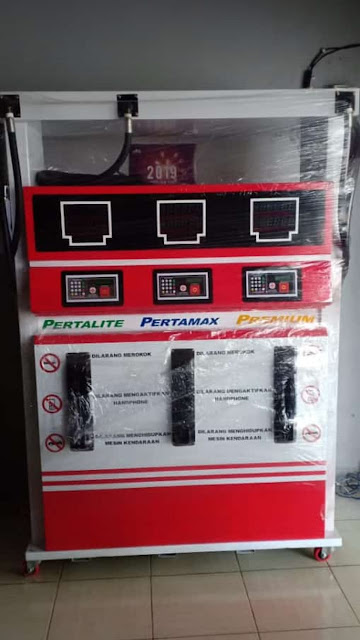 2019
PERTALITE PERTAMAX PREMIUM
DILARANG MEROKOK DILARANG MEROKOK
DILARANG MENGAKTIFKAN DILARANG MENGAKTIFKAN
HANDPHONE HANDPHONE
DILARANG MENGHIDUPKAN DILARANG MENGHIDUPKAN
MESIN KENDARAAN MESIN KENDARAAN